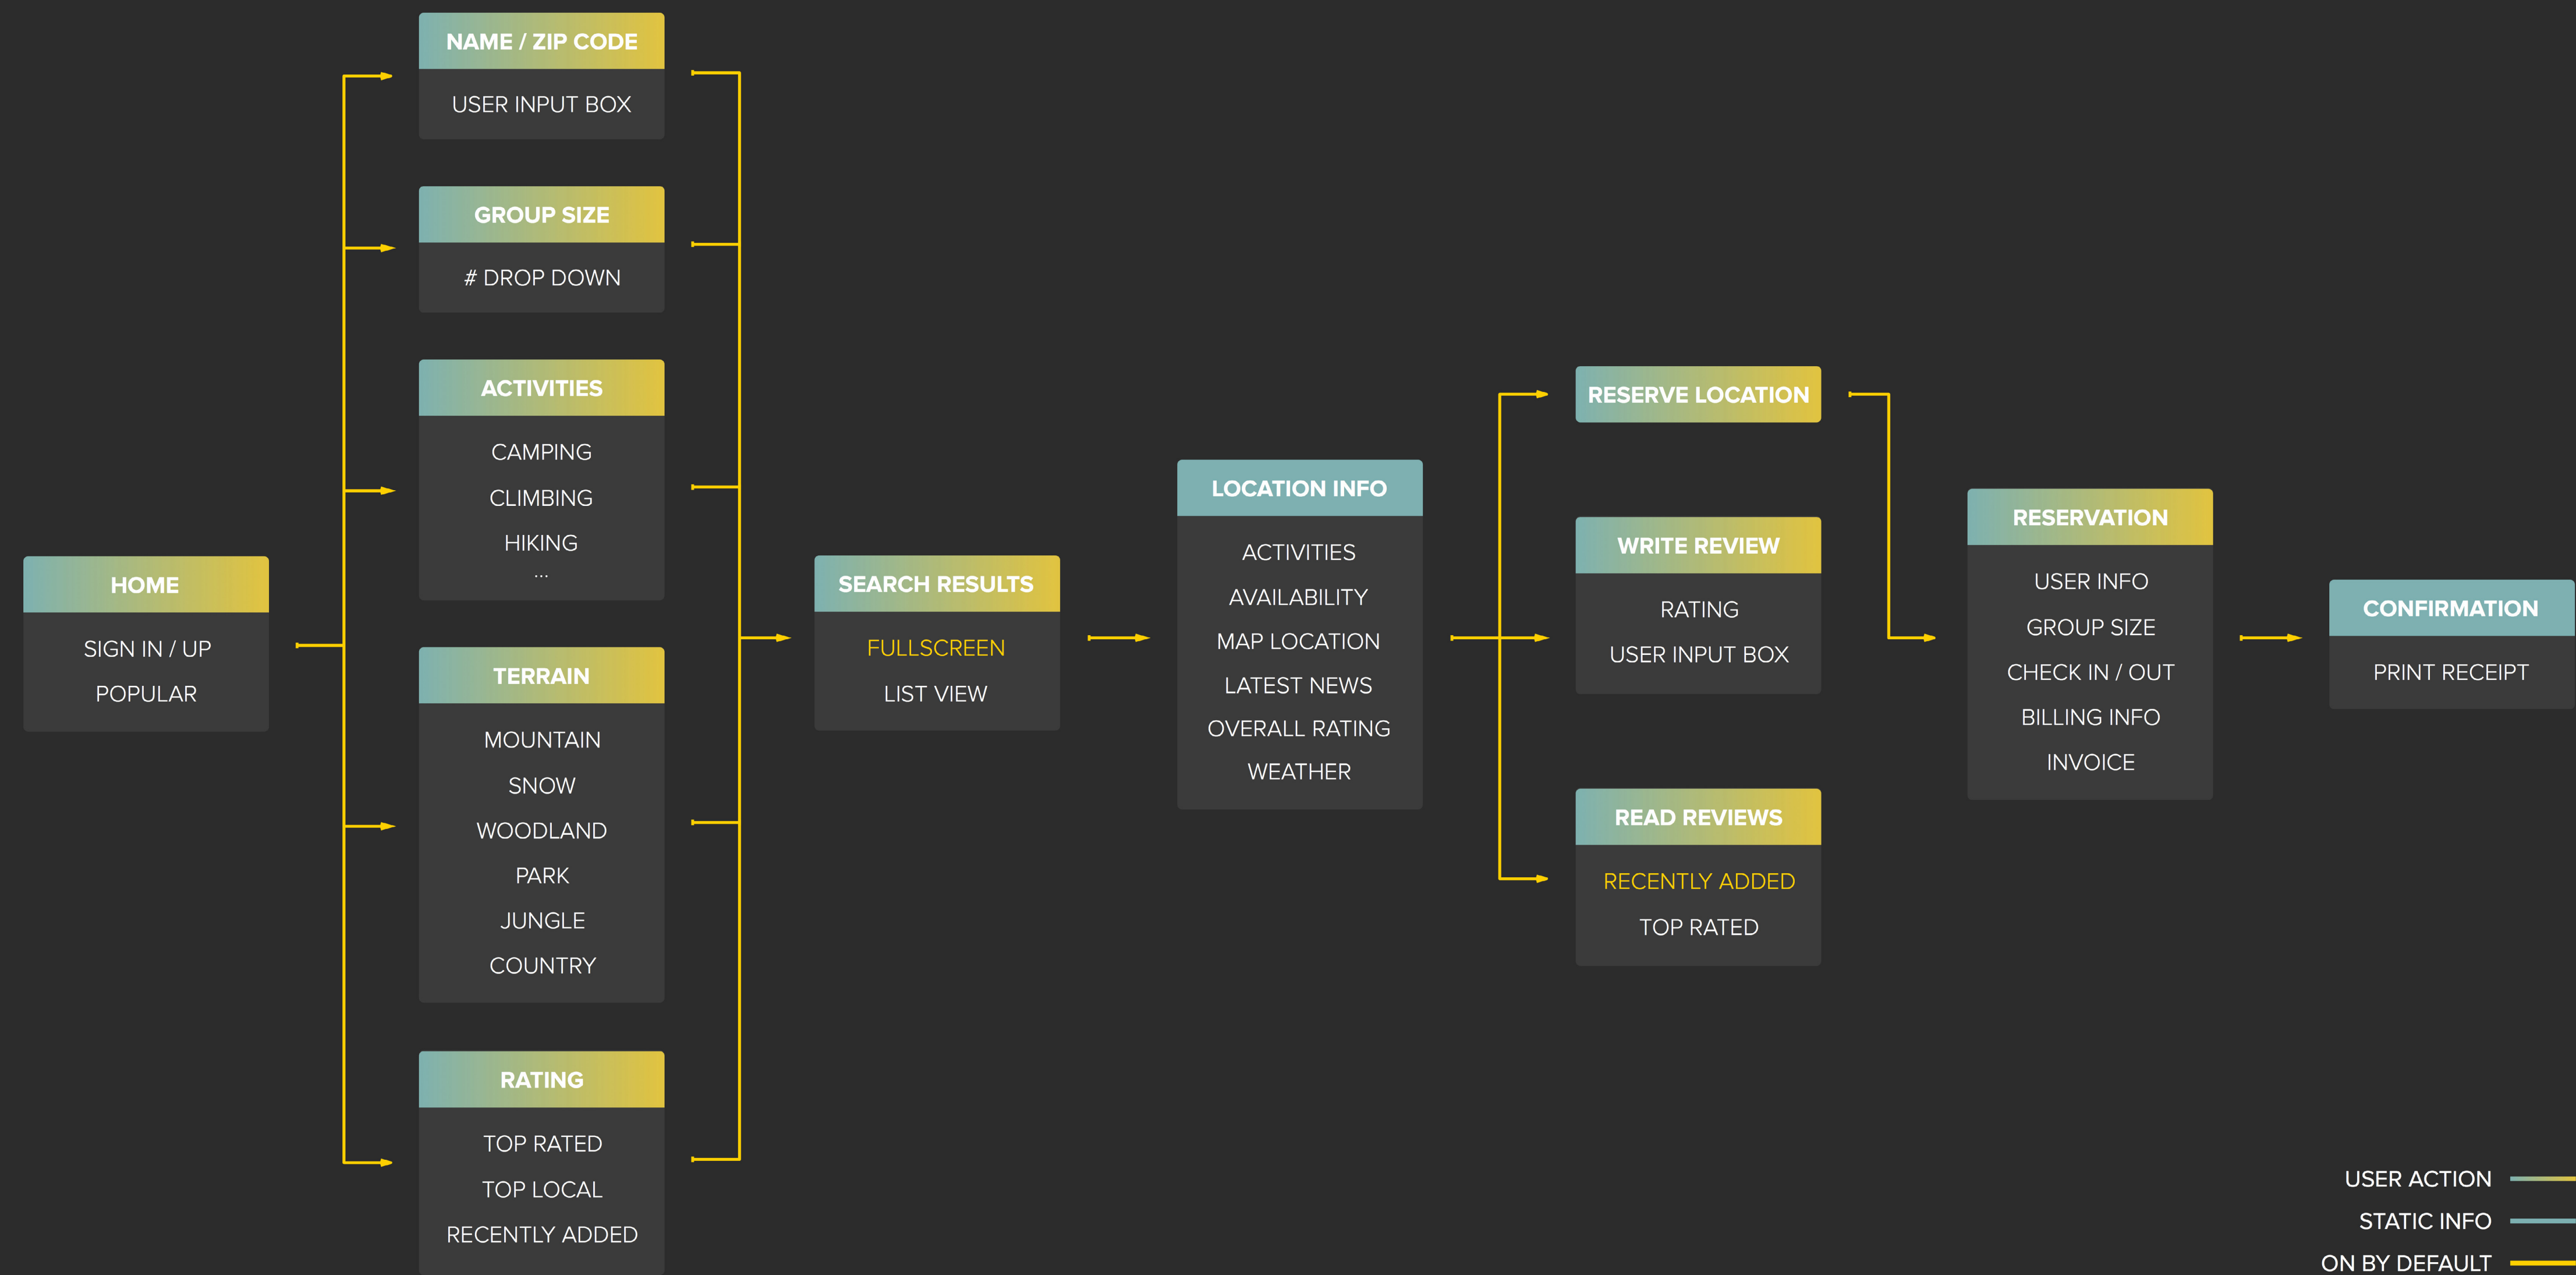 NAME / ZIP CODE
USER INPUT BOX
GROUP SIZE
# DROP DOWN
ACTIVITIES
CAMPING
CLIMBING
HIKING
...
HOME
SIGN IN / UP
POPULAR
TERRAIN
MOUNTAIN
SNOW
WOODLAND
PARK
JUNGLE
COUNTRY
RATING
TOP RATED
TOP LOCAL
RECENTLY ADDED
SEARCH RESULTS
FULLSCREEN
LIST VIEW
LOCATION INFO
ACTIVITIES
AVAILABILITY
MAP LOCATION
LATEST NEWS
OVERALL RATING
WEATHER
RESERVE LOCATION
WRITE REVIEW
RATING
USER INPUT BOX
READ REVIEWS
RECENTLY ADDED
TOP RATED
RESERVATION
USER INFO
GROUP SIZE
CHECK IN / OUT
BILLING INFO
INVOICE
CONFIRMATION
PRINT RECEIPT
USER ACTION
STATIC INFO
ON BY DEFAULT